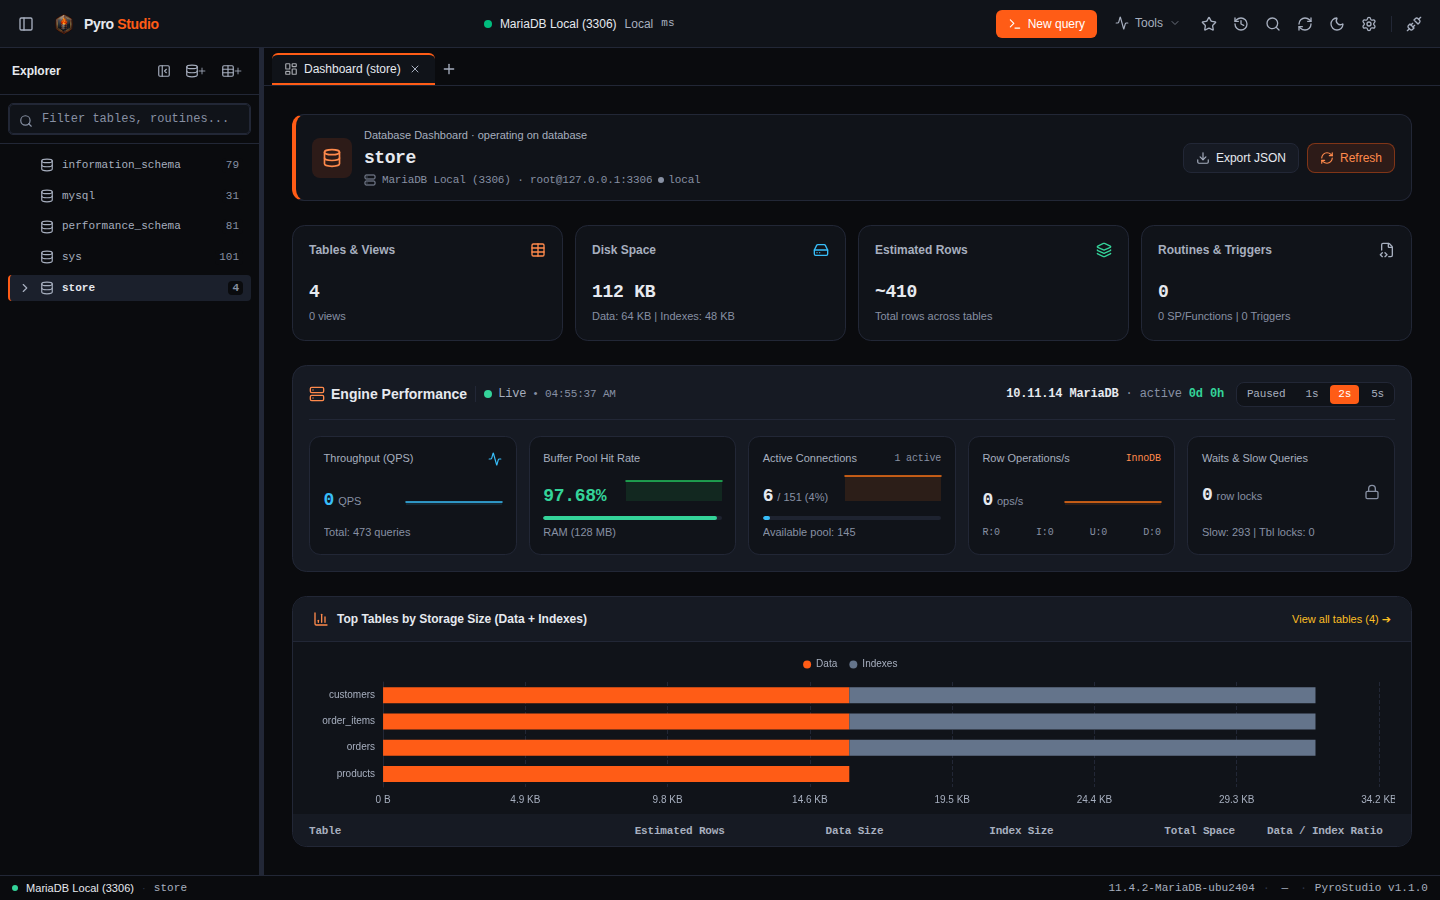 Pyro Studio
MariaDB Local (3306) Local ms
New query
Tools
Explorer
Filter tables, routines...
information_schema 79
mysql 31
performance_schema 81
sys 101
store 4
Dashboard (store)
Database Dashboard · operating on database
store
MariaDB Local (3306) · root@127.0.0.1:3306 local
Export JSON
Refresh
Tables & Views
4
0 views
Disk Space
112 KB
Data: 64 KB | Indexes: 48 KB
Estimated Rows
~410
Total rows across tables
Routines & Triggers
0
0 SP/Functions | 0 Triggers
Engine Performance
Live • 04:55:37 AM
10.11.14 MariaDB · active 0d 0h
Paused 1s 2s 5s
Throughput (QPS)
0 QPS
Total: 473 queries
Buffer Pool Hit Rate
97.68%
RAM (128 MB)
Active Connections 1 active
6 / 151 (4%)
Available pool: 145
Row Operations/s InnoDB
0 ops/s
R:0 I:0 U:0 D:0
Waits & Slow Queries
0 row locks
Slow: 293 | Tbl locks: 0
Top Tables by Storage Size (Data + Indexes)
View all tables (4) ➔
Data Indexes
customers
order_items
orders
products
0 B 4.9 KB 9.8 KB 14.6 KB 19.5 KB 24.4 KB 29.3 KB 34.2 KB
Table Estimated Rows Data Size Index Size Total Space Data / Index Ratio
MariaDB Local (3306) · store
11.4.2-MariaDB-ubu2404 · — · PyroStudio v1.1.0